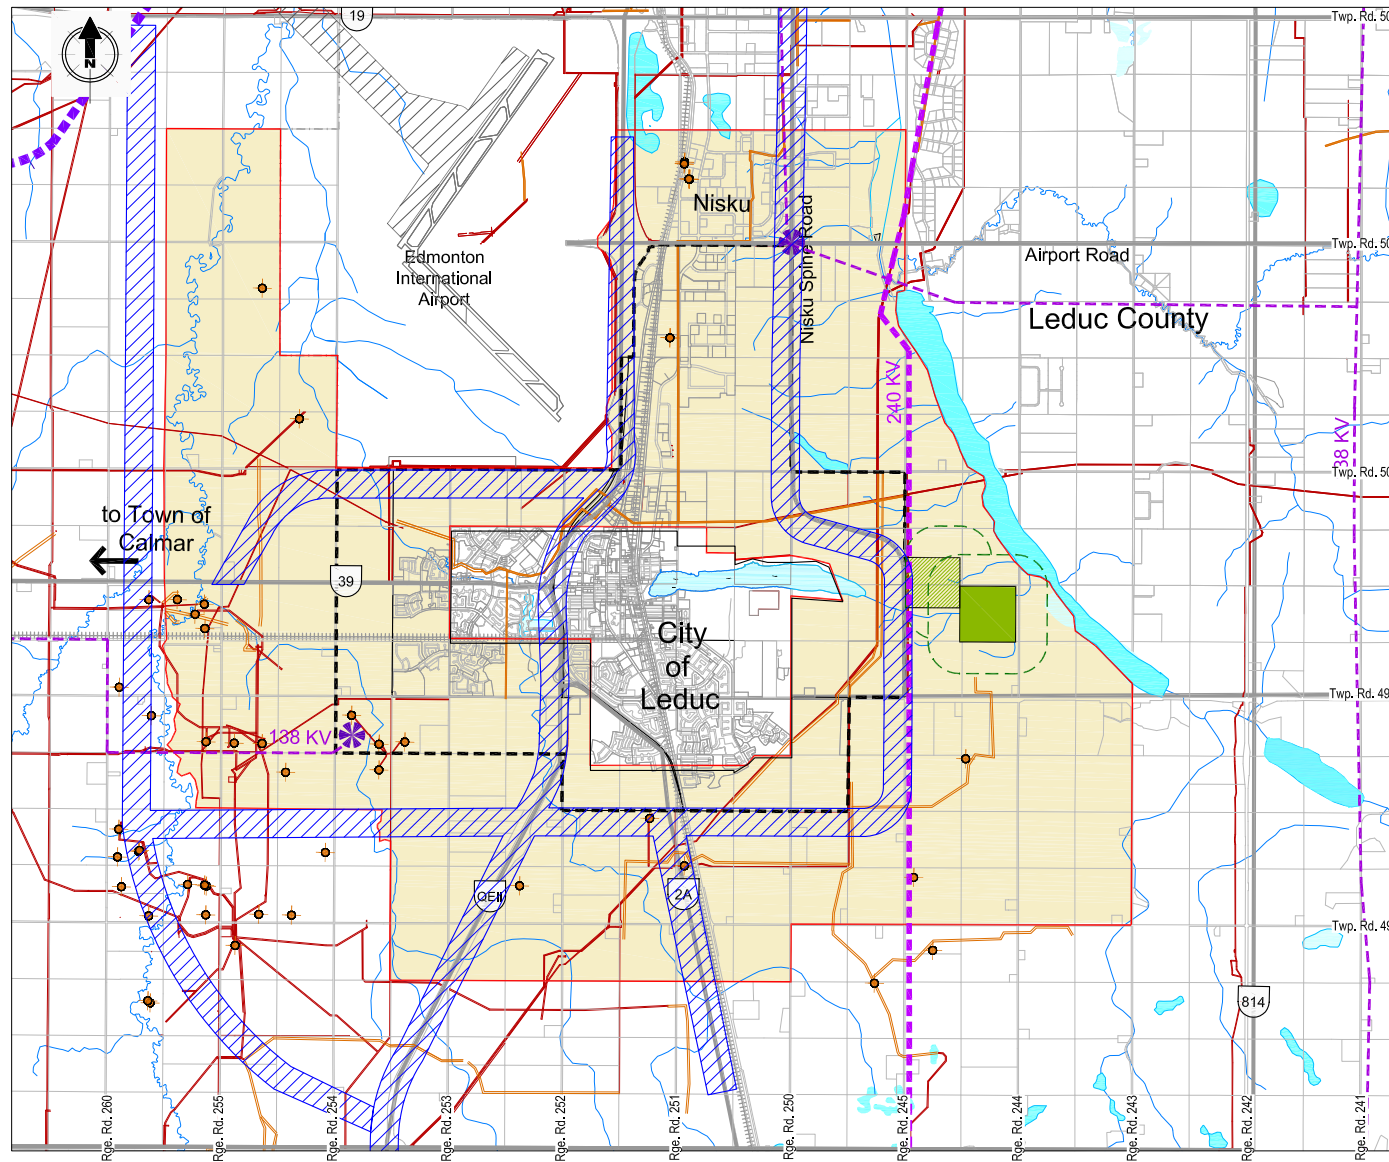 19
Twp. Rd. 50
N
Nisku
Nisku Spine Road
Twp. Rd. 50
Edmonton
International
Airport
Airport Road
Leduc County
240 KV
38 KV
Twp. Rd. 50
to Town of
Calmar
39
City
of
Leduc
Twp. Rd. 49
138 KV
QEII
2A
Twp. Rd. 49
814
Rge. Rd. 260
Rge. Rd. 255
Rge. Rd. 254
Rge. Rd. 253
Rge. Rd. 252
Rge. Rd. 251
Rge. Rd. 250
Rge. Rd. 245
Rge. Rd. 244
Rge. Rd. 243
Rge. Rd. 242
Rge. Rd. 241